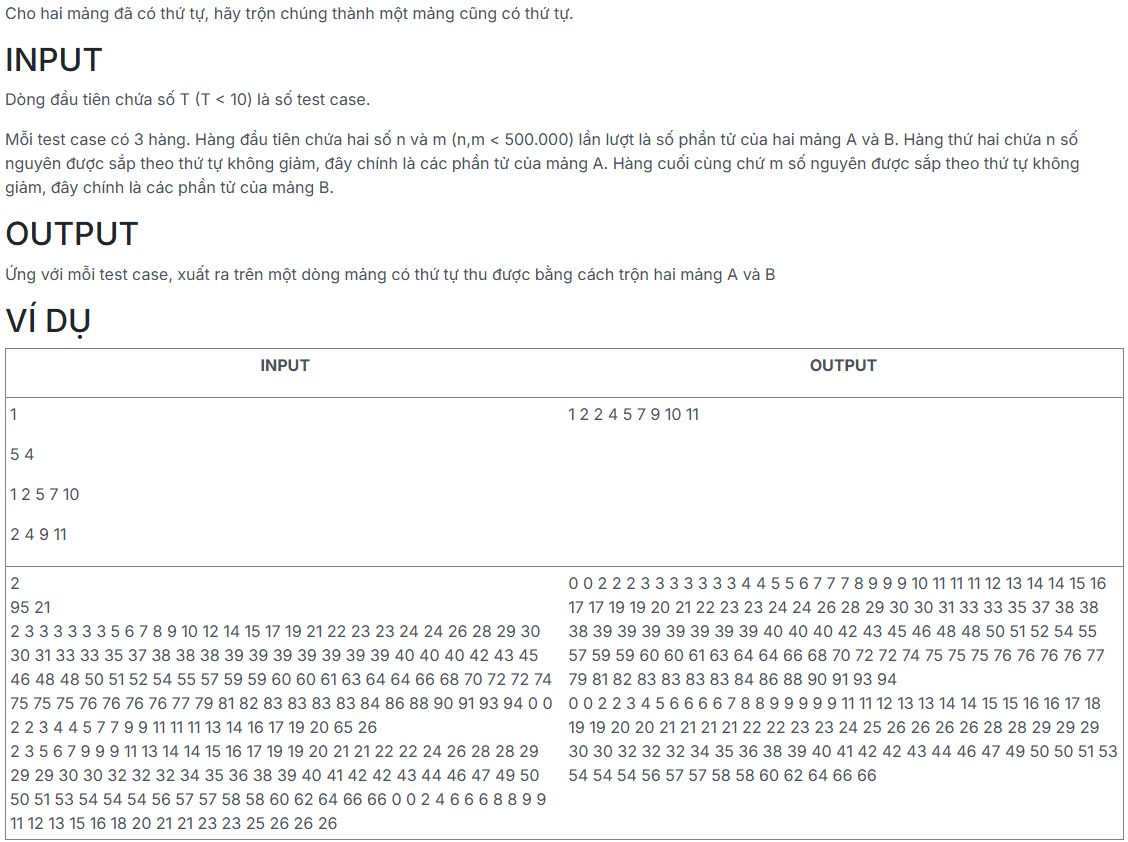 Cho hai mảng đã có thứ tự, hãy trộn chúng thành một mảng cũng có thứ tự.
INPUT
Dòng đầu tiên chứa số T (T < 10) là số test case.
Mỗi test case có 3 hàng. Hàng đầu tiên chứa hai số n và m (n,m < 500.000) lần lượt là số phần tử của hai mảng A và B. Hàng thứ hai chứa n số
nguyên được sắp theo thứ tự không giảm, đây chính là các phần tử của mảng A. Hàng cuối cùng chứ m số nguyên được sắp theo thứ tự không
giảm, đây chính là các phần tử của mảng B.
OUTPUT
Ứng với mỗi test case, xuất ra trên một dòng mảng có thứ tự thu được bằng cách trộn hai mảng A và B
VÍ DỤ
INPUT
OUTPUT
1
5 4
1 2 5 7 10
2 4 9 11
1 2 2 4 5 7 9 10 11
2
95 21
2 3 3 3 3 3 3 5 6 7 8 9 10 12 14 15 17 19 21 22 23 23 24 24 26 28 29 30
30 31 33 33 35 37 38 38 38 39 39 39 39 39 39 39 40 40 40 42 43 45
46 48 48 50 51 52 54 55 57 59 59 60 60 61 63 64 64 66 68 70 72 72 74
75 75 75 76 76 76 76 77 79 81 82 83 83 83 83 84 86 88 90 91 93 94 0 0
2 2 3 4 4 5 7 7 9 9 11 11 11 13 14 16 17 19 20 65 26
2 3 5 6 7 9 9 9 11 13 14 14 15 16 17 19 19 20 21 21 22 22 24 26 28 28 29
29 29 30 30 32 32 32 34 35 36 38 39 40 41 42 42 43 44 46 47 49 50
50 51 53 54 54 54 56 57 57 58 58 60 62 64 66 66 0 0 2 4 6 6 6 8 8 9 9
11 12 13 15 16 18 20 21 21 23 23 25 26 26 26
0 0 2 2 2 3 3 3 3 3 3 3 4 4 5 5 6 7 7 7 8 9 9 9 10 11 11 11 12 13 14 14 15 16
17 17 19 19 20 21 22 23 23 24 24 26 28 29 30 30 31 33 33 35 37 38 38
38 39 39 39 39 39 39 39 40 40 40 42 43 45 46 48 48 50 51 52 54 55
57 59 59 60 60 61 63 64 64 66 68 70 72 72 74 75 75 75 76 76 76 76 77
79 81 82 83 83 83 83 84 86 88 90 91 93 94
0 0 2 2 3 4 5 6 6 6 6 7 8 8 9 9 9 9 9 11 11 12 13 13 14 14 15 15 16 16 17 18
19 19 20 20 21 21 21 21 22 22 23 23 24 25 26 26 26 26 28 28 29 29 29
30 30 32 32 32 34 35 36 38 39 40 41 42 42 43 44 46 47 49 50 50 51 53
54 54 54 56 57 57 58 58 60 62 64 66 66